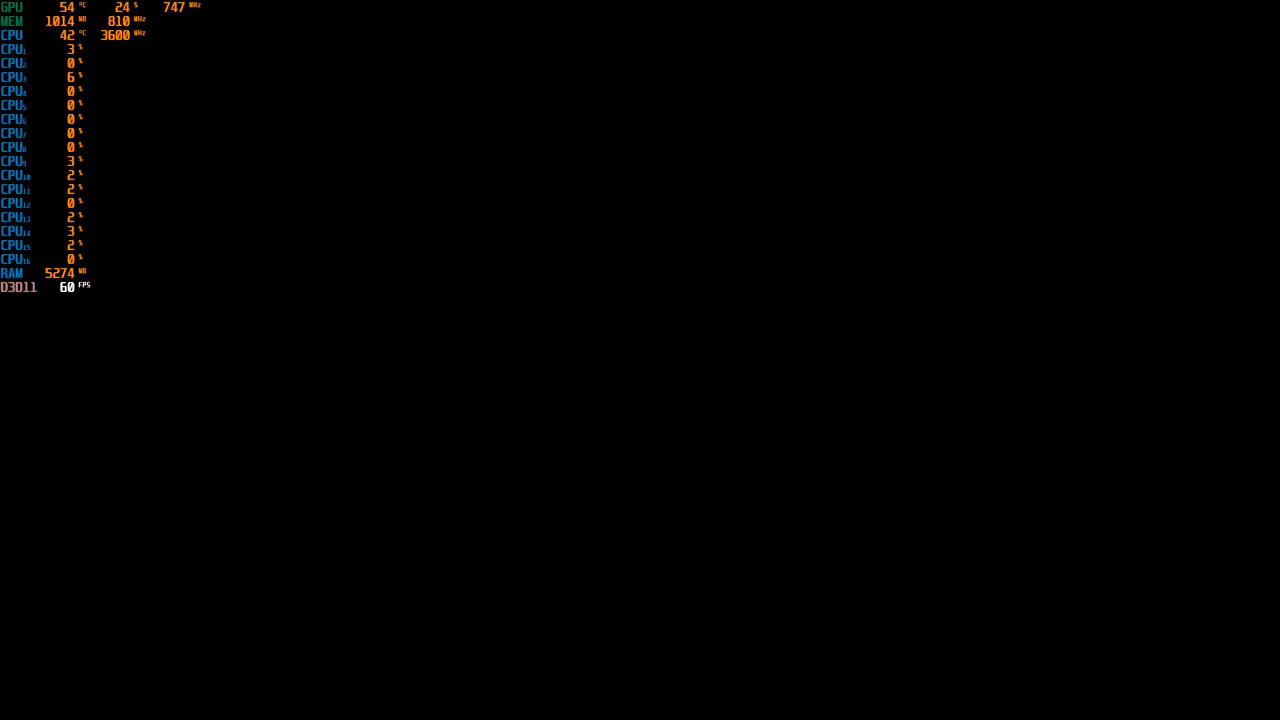 GPU 54 °C 24 % 747 MHz
MEM 1014 MB 810 MHz
CPU 42 °C 3600 MHz
CPU1 3 %
CPU2 0 %
CPU3 6 %
CPU4 0 %
CPU5 0 %
CPU6 0 %
CPU7 0 %
CPU8 0 %
CPU9 3 %
CPU10 2 %
CPU11 2 %
CPU12 0 %
CPU13 2 %
CPU14 3 %
CPU15 2 %
CPU16 0 %
RAM 5274 MB
D3D11 60 FPS